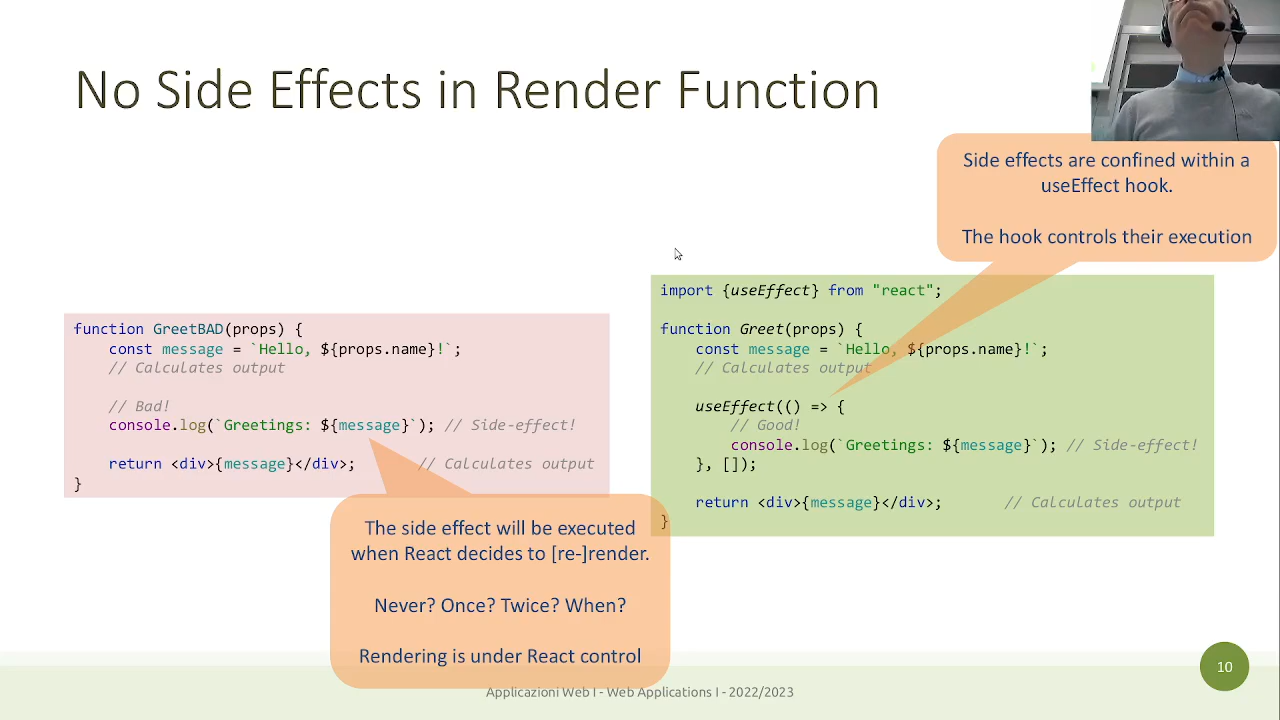 No Side Effects in Render Function
Side effects are confined within a
useEffect hook.
The hook controls their execution
function GreetBAD(props) {
const message = `Hello, ${props.name}!`;
// Calculates output
// Bad!
console.log(`Greetings: ${message}`); // Side-effect!
return <div>{message}</div>; // Calculates output
}
The side effect will be executed
when React decides to [re-]render.
Never? Once? Twice? When?
Rendering is under React control
import {useEffect} from "react";
function Greet(props) {
const message = `Hello, ${props.name}!`;
// Calculates output
useEffect(() => {
// Good!
console.log(`Greetings: ${message}`); // Side-effect!
}, []);
return <div>{message}</div>; // Calculates output
}
Applicazioni Web I - Web Applications I - 2022/2023
10